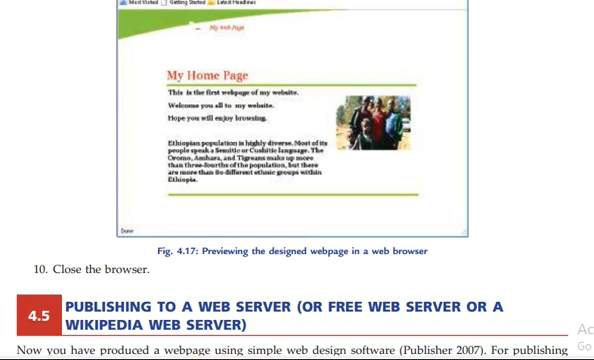 Most Visited Getting Started Latest Headlines
My Web Page
My Home Page
This is the first webpage of my website.
Welcome you all to my website.
Hope you will enjoy browsing.
Ethiopian population is highly diverse. Most of its
people speak a Semitic or Cushitic language. The
Oromo, Amhara, and Tigreans make up more
than three-fourths of the population, but there
are more than 80 different ethnic groups within
Ethiopia.
Done
Fig. 4.17: Previewing the designed webpage in a web browser
10. Close the browser.
4.5 PUBLISHING TO A WEB SERVER (OR FREE WEB SERVER OR A
WIKIPEDIA WEB SERVER)
Now you have produced a webpage using simple web design software (Publisher 2007). For publishing
Ac
Go